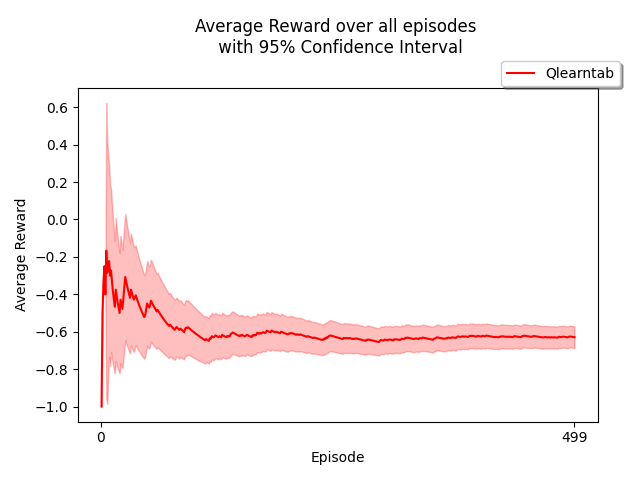 Average Reward over all episodes
with 95% Confidence Interval
Qlearntab
0.6
0.4
0.2
0.0
−0.2
−0.4
−0.6
−0.8
−1.0
Average Reward
0
499
Episode